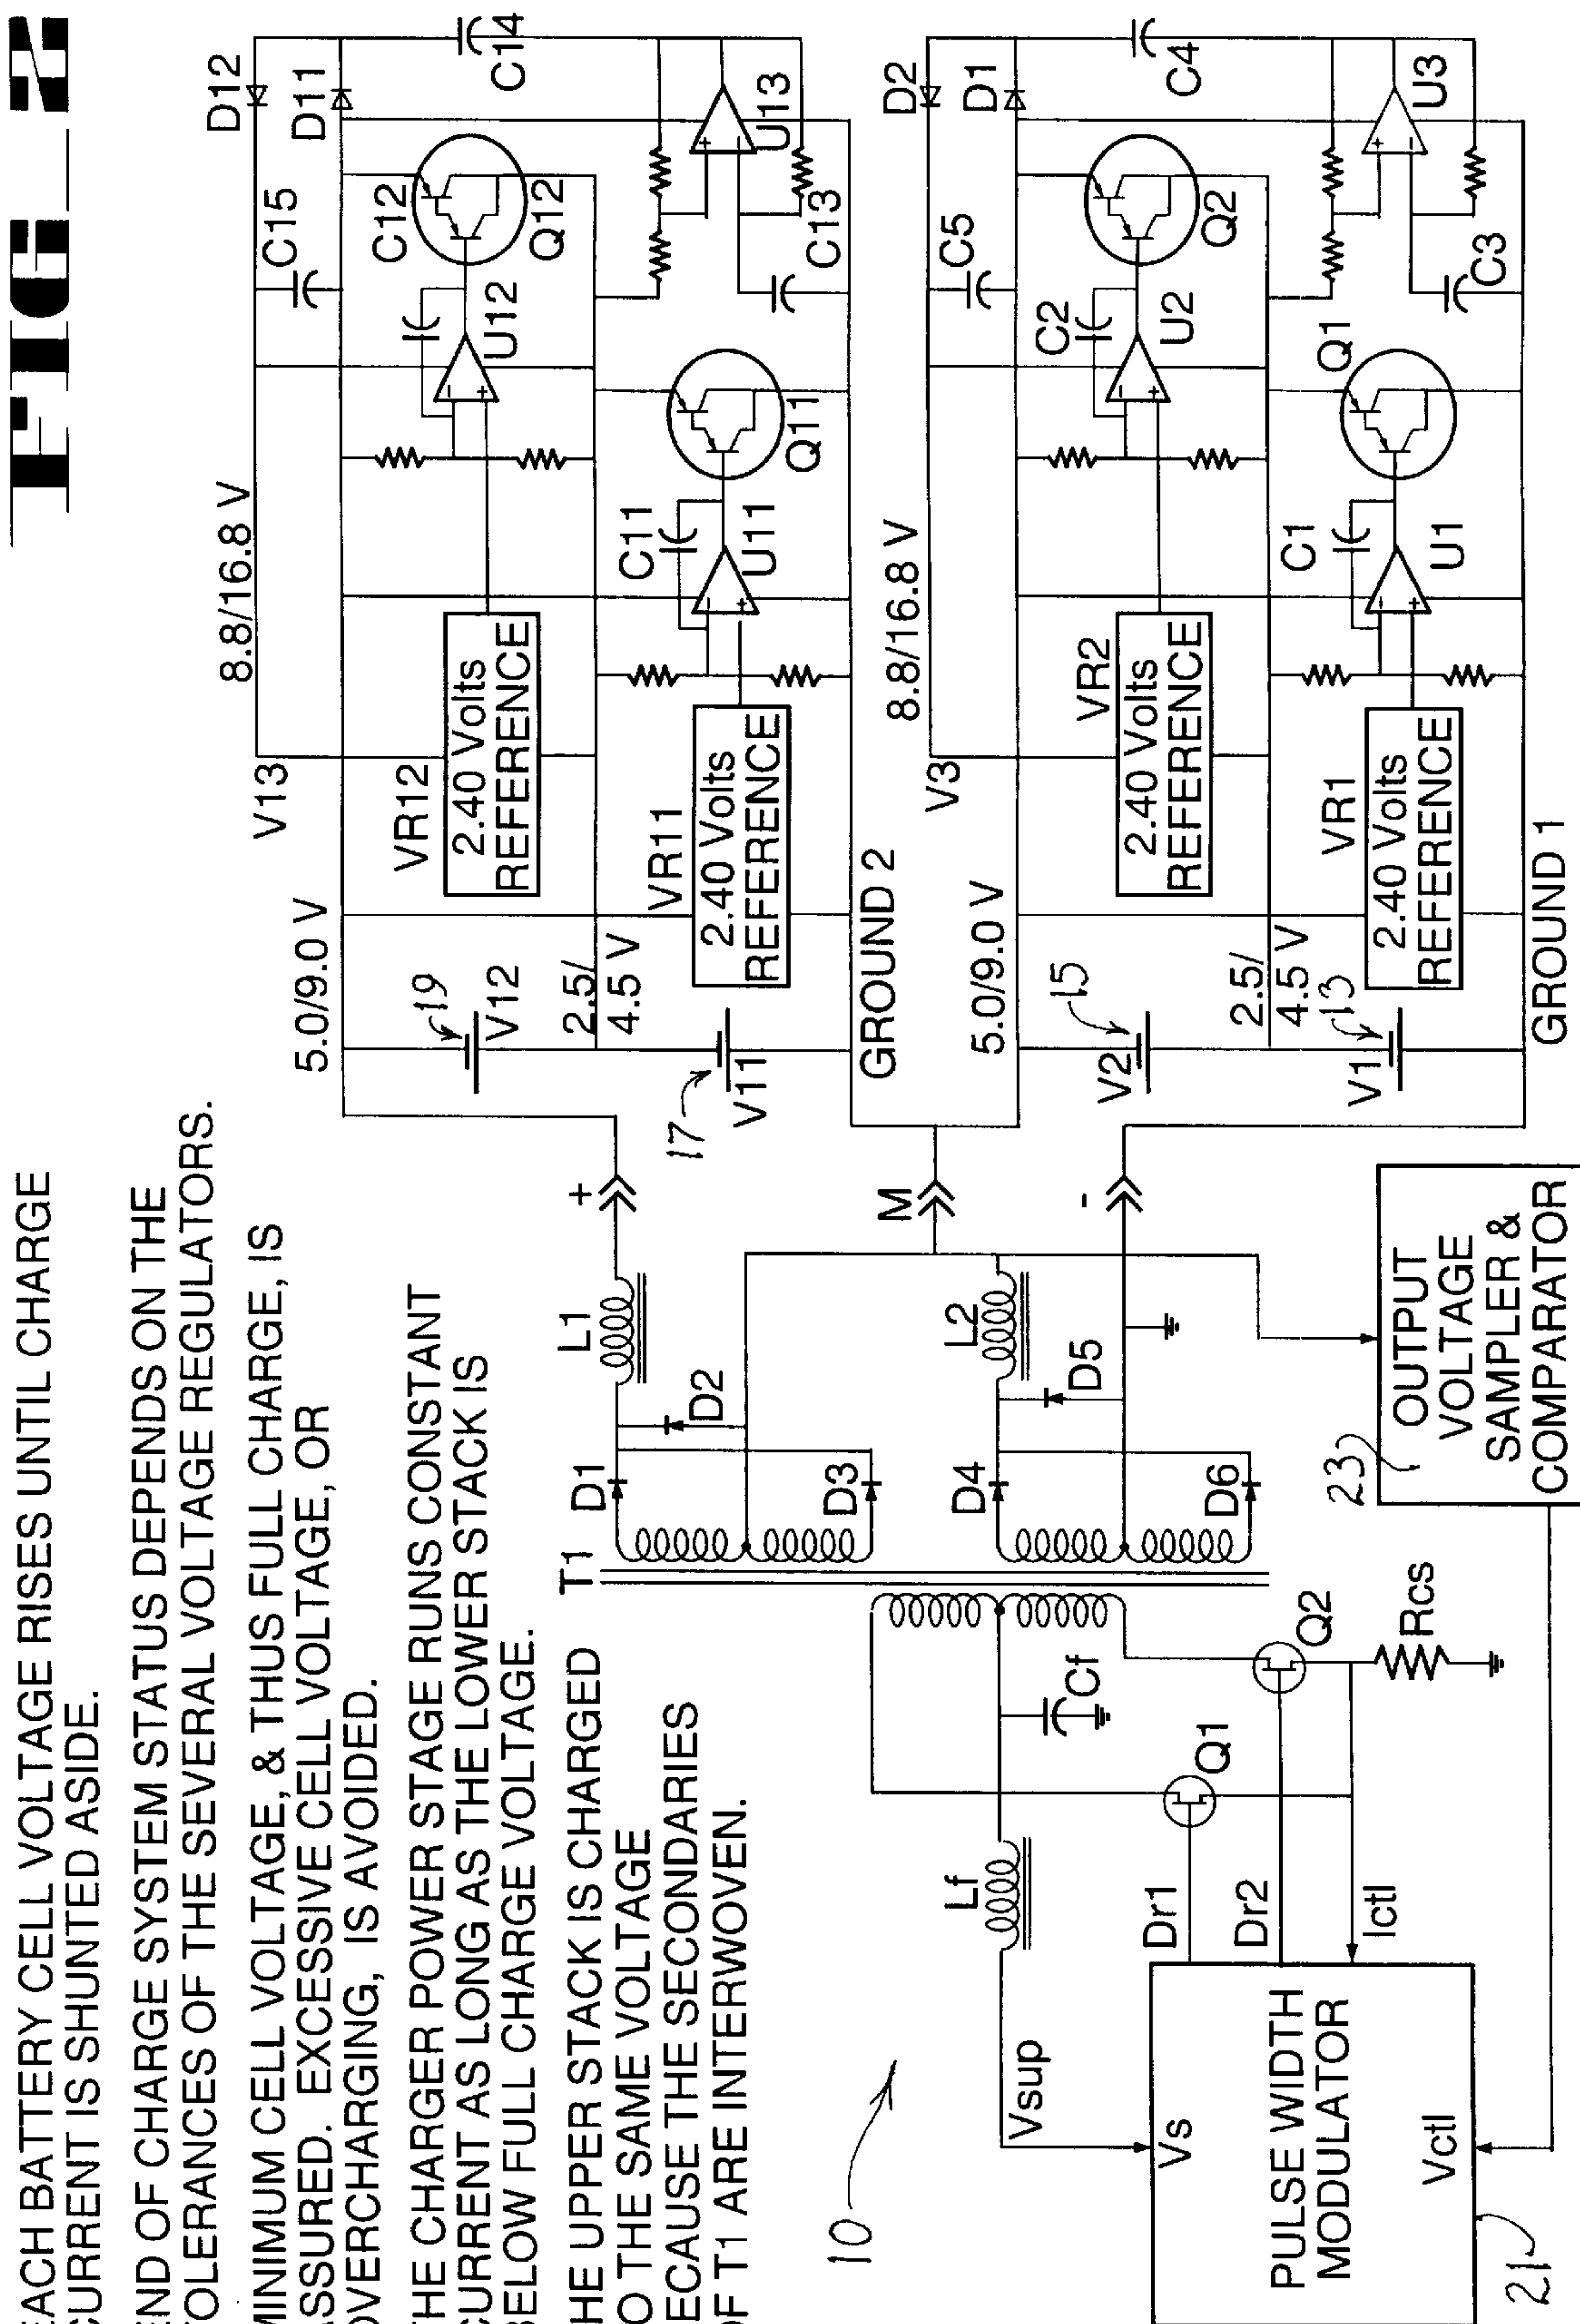 FIG_2
EACH BATTERY CELL VOLTAGE RISES UNTIL CHARGE
CURRENT IS SHUNTED ASIDE.
END OF CHARGE SYSTEM STATUS DEPENDS ON THE
TOLERANCES OF THE SEVERAL VOLTAGE REGULATORS.
MINIMUM CELL VOLTAGE, & THUS FULL CHARGE, IS
ASSURED. EXCESSIVE CELL VOLTAGE, OR
OVERCHARGING, IS AVOIDED.
THE CHARGER POWER STAGE RUNS CONSTANT
CURRENT AS LONG AS THE LOWER STACK IS
BELOW FULL CHARGE VOLTAGE.
THE UPPER STACK IS CHARGED
TO THE SAME VOLTAGE
BECAUSE THE SECONDARIES
OF T1 ARE INTERWOVEN.
10
Vsup
Lf
Cf
Vs
PULSE WIDTH
MODULATOR
Vctl
21
Dr1
Dr2
Ictl
Q1
Q2
Rcs
T1
D1
D2
D3
D4
D5
D6
L1
L2
+
M
-
23
OUTPUT
VOLTAGE
SAMPLER &
COMPARATOR
V13
8.8/16.8 V
C15
D12
D11
5.0/9.0 V
19
V12
2.5/
4.5 V
17
V11
GROUND 2
VR12
2.40 Volts
REFERENCE
VR11
2.40 Volts
REFERENCE
C11
U11
Q11
U12
C12
Q12
C13
U13
C14
V3
8.8/16.8 V
C5
D2
D1
5.0/9.0 V
15
V2
2.5/
4.5 V
13
V1
GROUND 1
VR2
2.40 Volts
REFERENCE
VR1
2.40 Volts
REFERENCE
C1
U1
Q1
C2
U2
Q2
C3
U3
C4